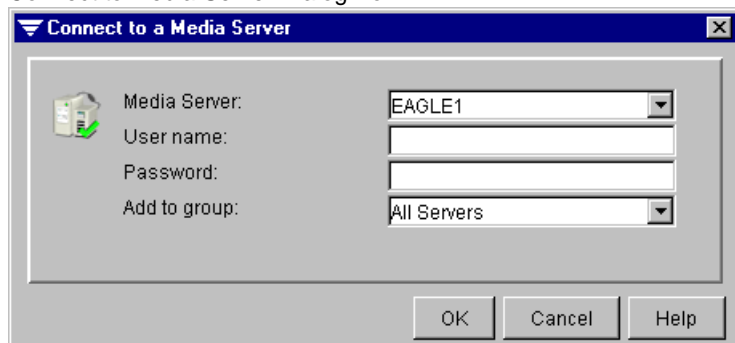 Connect to a Media Server
Media Server: EAGLE1
User name:
Password:
Add to group: All Servers
OK Cancel Help